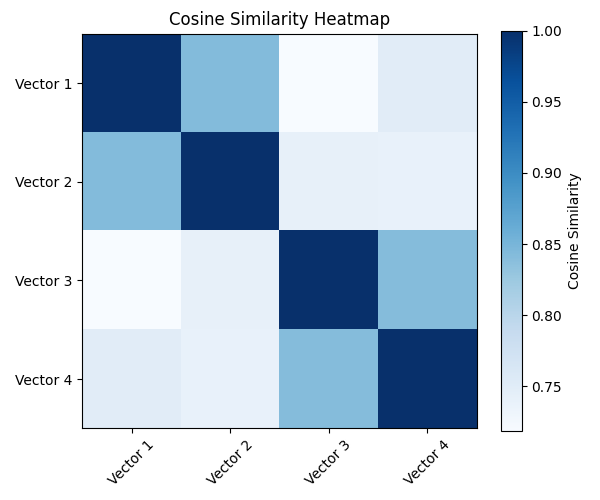 Cosine Similarity Heatmap
Vector 1
Vector 2
Vector 3
Vector 4
Vector 1
Vector 2
Vector 3
Vector 4
1.00
0.95
0.90
0.85
0.80
0.75
Cosine Similarity